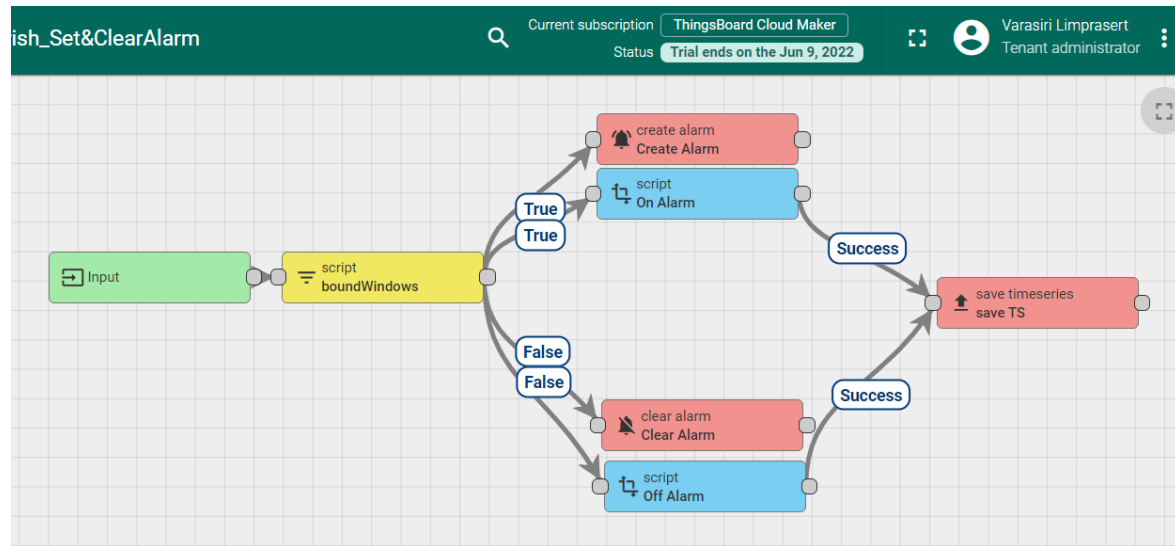 ish_Set&ClearAlarm
Current subscription ThingsBoard Cloud Maker
Status Trial ends on the Jun 9, 2022
Varasiri Limprasert
Tenant administrator
create alarm
Create Alarm
script
On Alarm
True
True
Success
Input
script
boundWindows
save timeseries
save TS
False
False
Success
clear alarm
Clear Alarm
script
Off Alarm